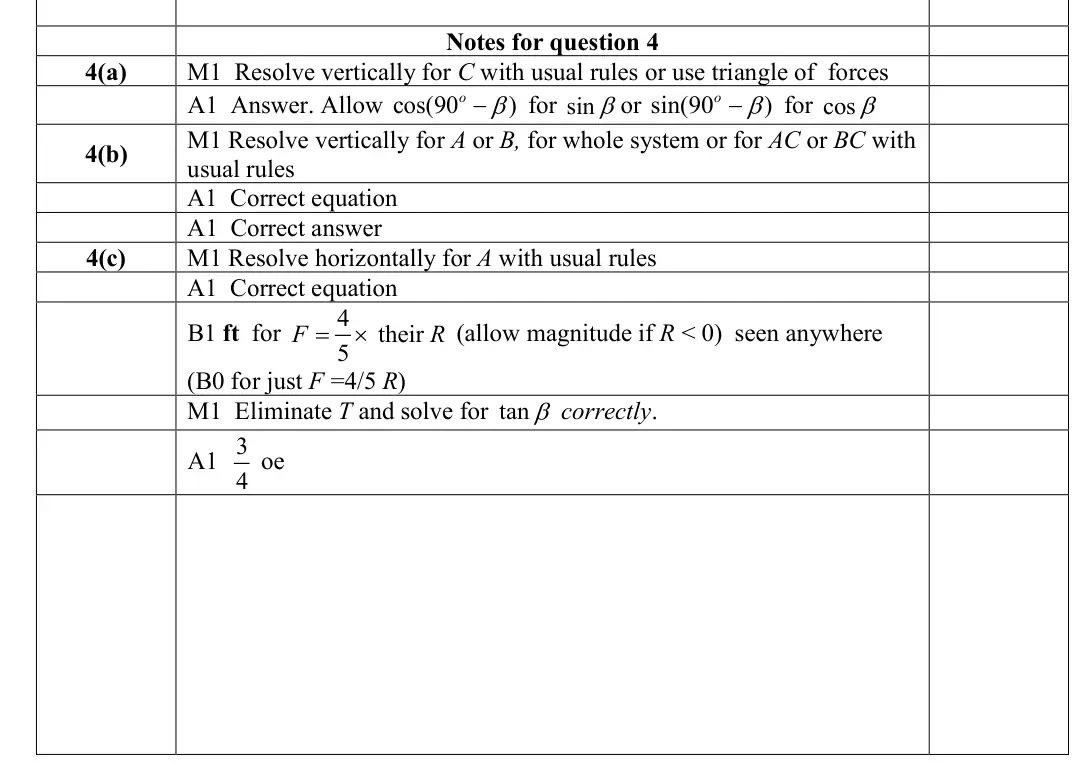 Notes for question 4
4(a) M1 Resolve vertically for C with usual rules or use triangle of forces
A1 Answer. Allow cos(90° – β) for sin β or sin(90° – β) for cos β
4(b) M1 Resolve vertically for A or B, for whole system or for AC or BC with
usual rules
A1 Correct equation
A1 Correct answer
4(c) M1 Resolve horizontally for A with usual rules
A1 Correct equation
B1 ft for F = 4/5 × their R (allow magnitude if R < 0) seen anywhere
(B0 for just F =4/5 R)
M1 Eliminate T and solve for tan β correctly.
A1 3/4 oe